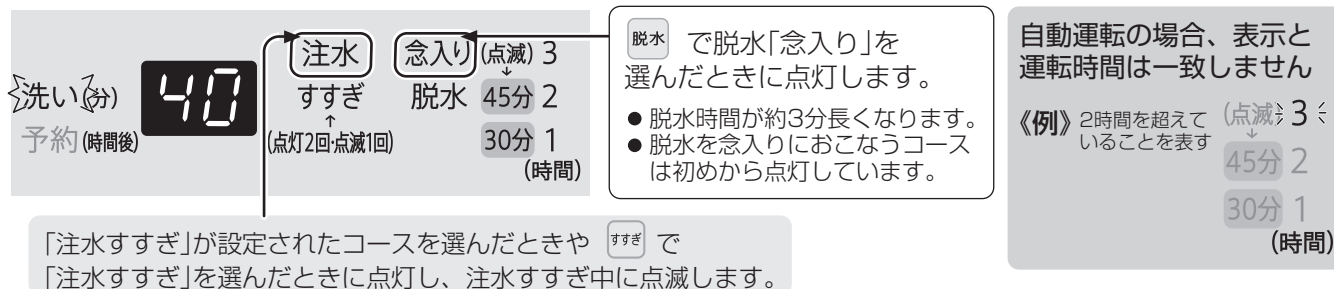 注水 念入り (点滅) 3
↓
洗い(分) 40 すすぎ 脱水 45分 2
↑
予約(時間後) (点灯2回・点滅1回) 30分 1
(時間)
脱水 で脱水「念入り」を
選んだときに点灯します。
● 脱水時間が約3分長くなります。
● 脱水を念入りにおこなうコース
は初めから点灯しています。
「注水すすぎ」が設定されたコースを選んだときや すすぎ で
「注水すすぎ」を選んだときに点灯し、注水すすぎ中に点滅します。
自動運転の場合、表示と
運転時間は一致しません
《例》 2時間を超えて
いることを表す
(点滅) 3
↓
45分 2
30分 1
(時間)